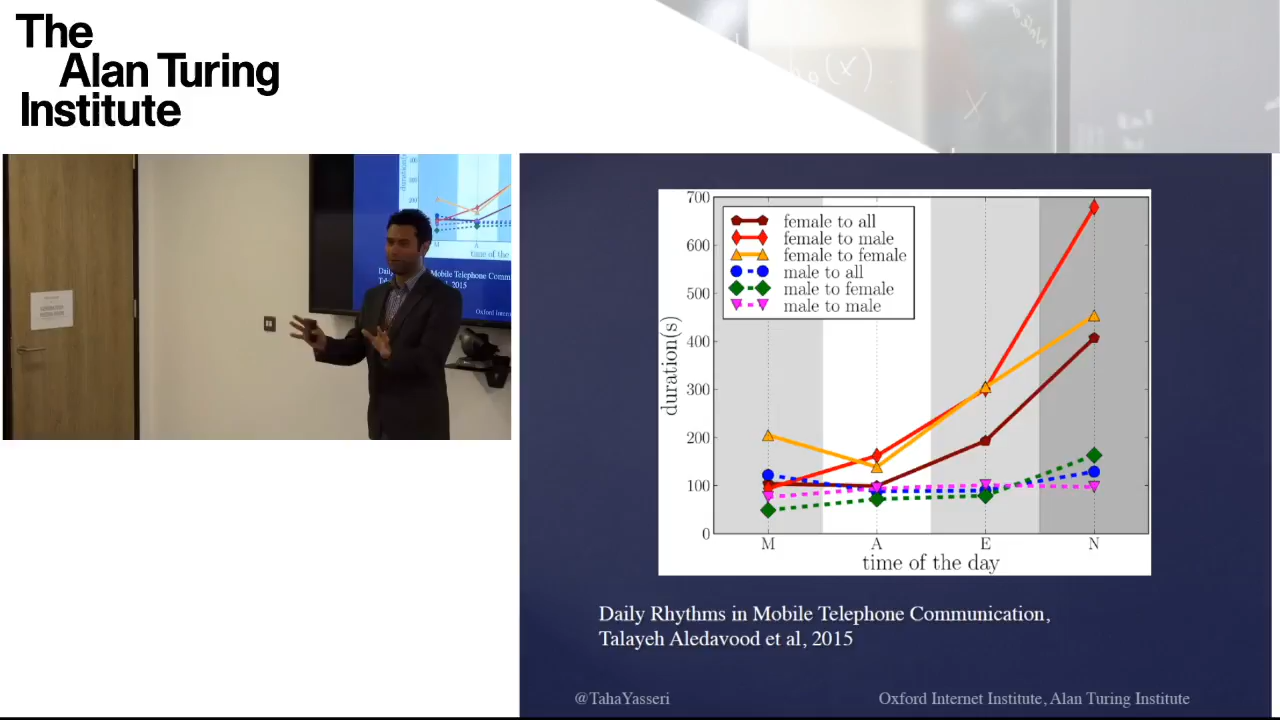 The
Alan Turing
Institute
700
600
500
400
300
200
100
0
duration(s)
female to all
female to male
female to female
male to all
male to female
male to male
M A E N
time of the day
Daily Rhythms in Mobile Telephone Communication,
Talayeh Aledavood et al, 2015
@TahaYasseri
Oxford Internet Institute, Alan Turing Institute